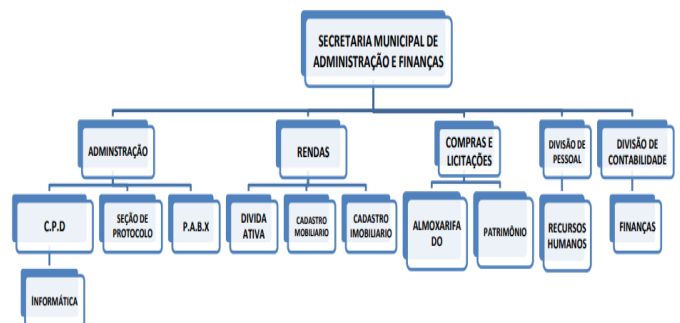 SECRETARIA MUNICIPAL DE
ADMINISTRAÇÃO E FINANÇAS
ADMINSTRAÇÃO
RENDAS
COMPRAS E
LICITAÇÕES
DIVISÃO DE
PESSOAL
DIVISÃO DE
CONTABILIDADE
C.P.D
SEÇÃO DE
PROTOCOLO
P.A.B.X
DIVIDA
ATIVA
CADASTRO
MOBILIARIO
CADASTRO
IMOBILIARIO
ALMOXARIFA
DO
PATRIMÔNIO
RECURSOS
HUMANOS
FINANÇAS
INFORMÁTICA